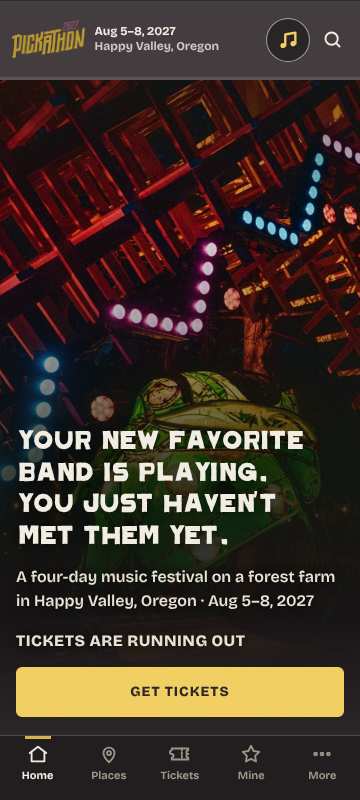 PICKATHON
2027
Aug 5–8, 2027
Happy Valley, Oregon
YOUR NEW FAVORITE
BAND IS PLAYING.
YOU JUST HAVEN'T
MET THEM YET.
A four-day music festival on a forest farm
in Happy Valley, Oregon · Aug 5–8, 2027
TICKETS ARE RUNNING OUT
GET TICKETS
Home
Places
Tickets
Mine
More